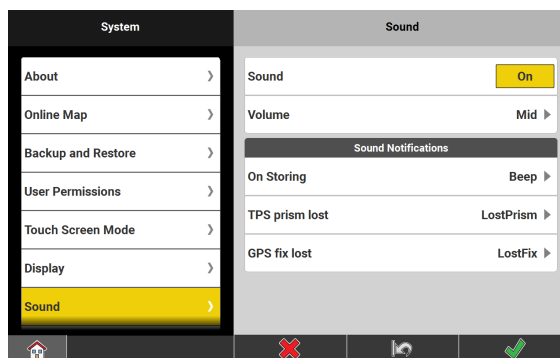 System
About
Online Map
Backup and Restore
User Permissions
Touch Screen Mode
Display
Sound
Sound
Sound On
Volume Mid
Sound Notifications
On Storing Beep
TPS prism lost LostPrism
GPS fix lost LostFix